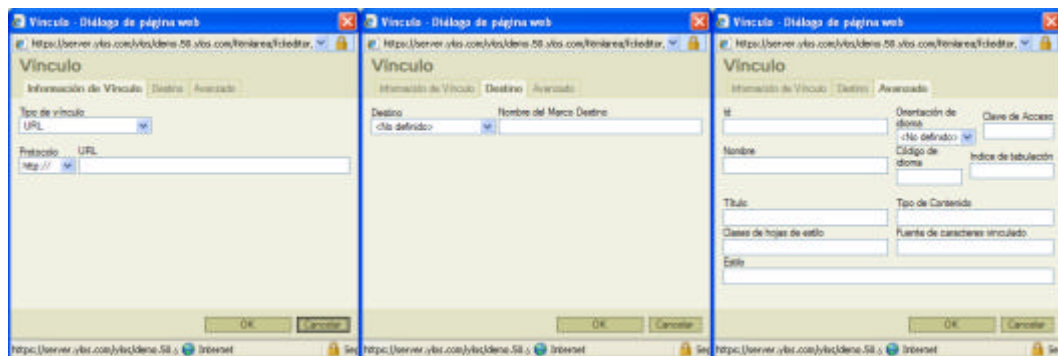 Vínculo - Diálogo de página web
Vínculo
Información de Vínculo Destino Avanzado
Tipo de vínculo
URL
Protocolo URL
http://
OK Cancelar
Internet
Vínculo - Diálogo de página web
Vínculo
Información de Vínculo Destino Avanzado
Destino Nombre del Marco Destino
<No definido>
OK Cancelar
Internet
Vínculo - Diálogo de página web
Vínculo
Información de Vínculo Destino Avanzado
Id Orientación de idioma Clave de Acceso
<No definido>
Nombre Código de idioma Indice de tabulación
Título Tipo de Contenido
Clases de hojas de estilo Fuente de caracteres vinculado
Estilo
OK Cancelar
Internet